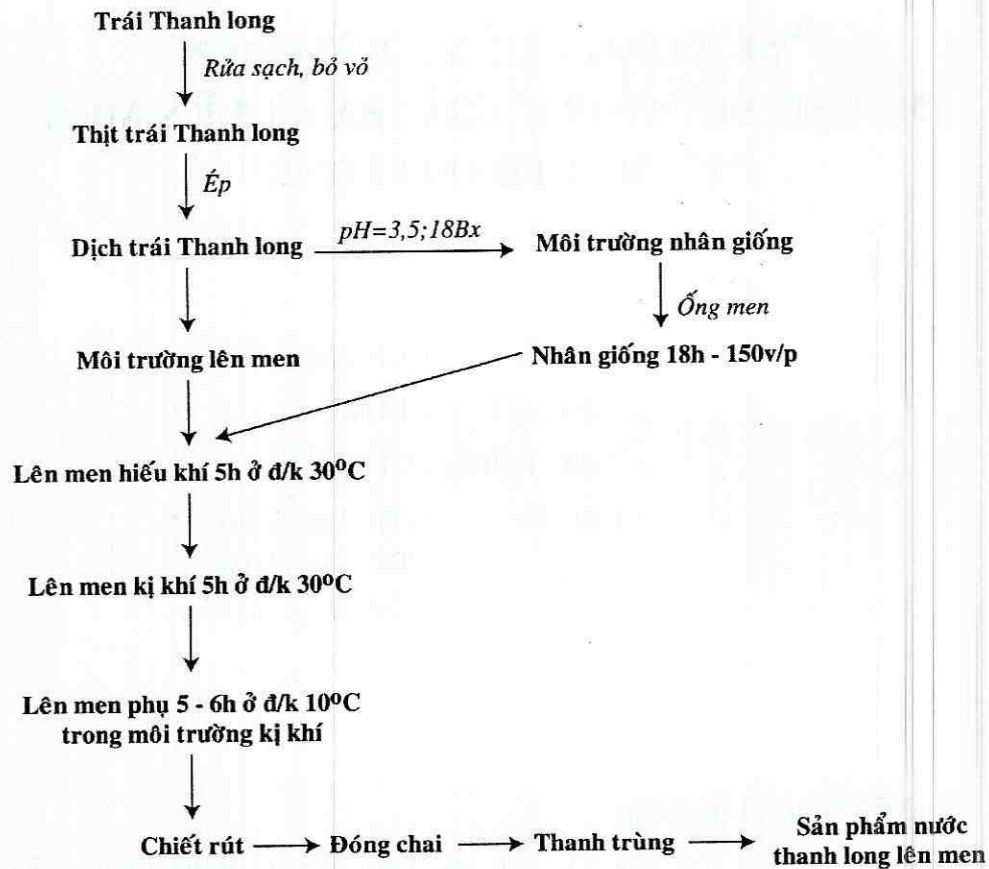 Trái Thanh long
Rửa sạch, bỏ vỏ
Thịt trái Thanh long
Ép
Dịch trái Thanh long
pH=3,5;18Bx
Môi trường nhân giống
Ống men
Môi trường lên men
Nhân giống 18h - 150v/p
Lên men hiếu khí 5h ở đ/k 30⁰C
Lên men kị khí 5h ở đ/k 30⁰C
Lên men phụ 5 - 6h ở đ/k 10⁰C
trong môi trường kị khí
Chiết rút
Đóng chai
Thanh trùng
Sản phẩm nước
thanh long lên men